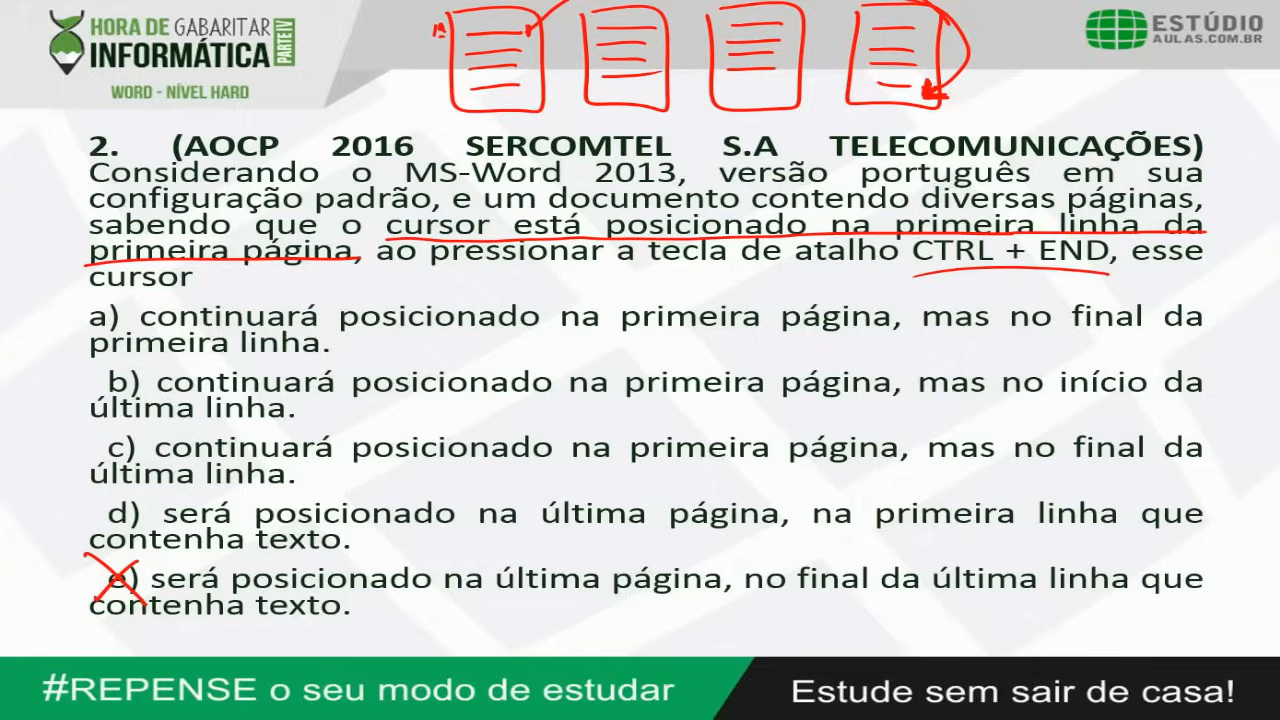 HORA DE GABARITAR
INFORMÁTICA
PARTE IV
WORD - NÍVEL HARD
ESTÚDIO
AULAS.COM.BR
2. (AOCP 2016 SERCOMTEL S.A TELECOMUNICAÇÕES)
Considerando o MS-Word 2013, versão português em sua
configuração padrão, e um documento contendo diversas páginas,
sabendo que o cursor está posicionado na primeira linha da
primeira página, ao pressionar a tecla de atalho CTRL + END, esse
cursor
a) continuará posicionado na primeira página, mas no final da
primeira linha.
b) continuará posicionado na primeira página, mas no início da
última linha.
c) continuará posicionado na primeira página, mas no final da
última linha.
d) será posicionado na última página, na primeira linha que
contenha texto.
e) será posicionado na última página, no final da última linha que
contenha texto.
#REPENSE o seu modo de estudar
Estude sem sair de casa!